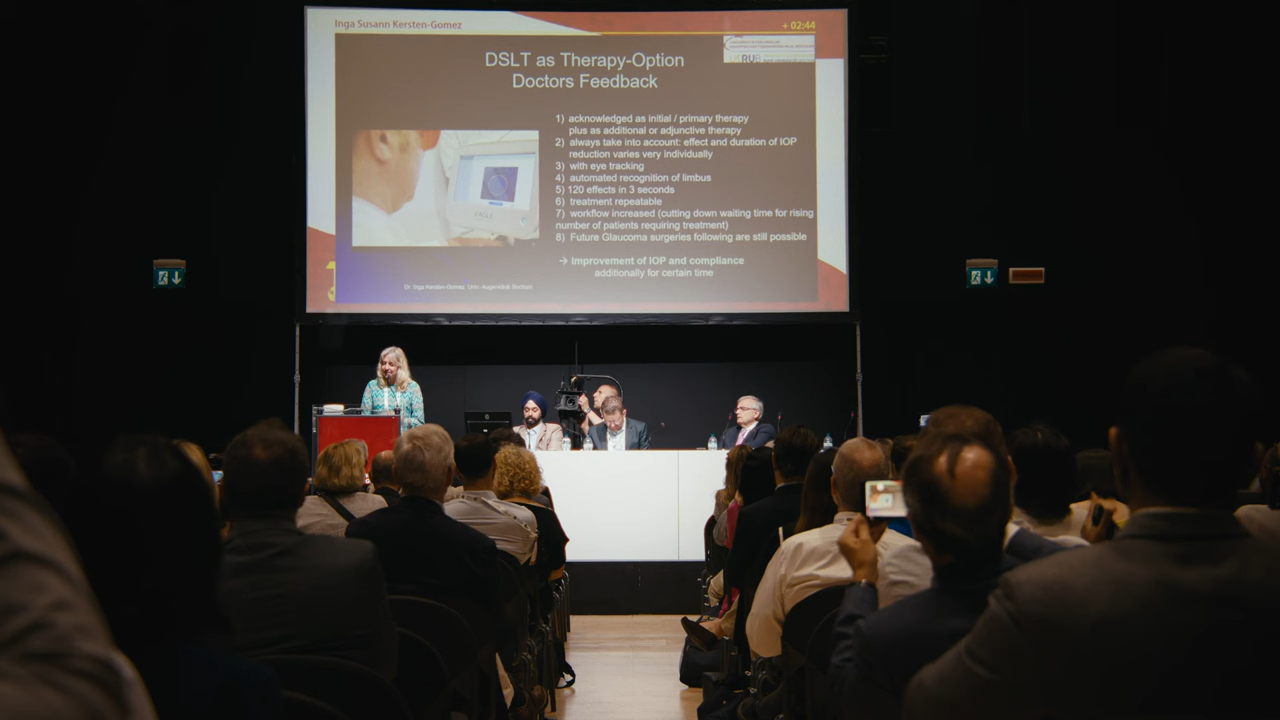 Inga Susann Kersten-Gomez
+ 02:44
DSLT as Therapy-Option
Doctors Feedback
RUB
1) acknowledged as initial / primary therapy
plus as additional or adjunctive therapy
2) always take into account: effect and duration of IOP
reduction varies very individually
3) with eye tracking
4) automated recognition of limbus
5) 120 effects in 3 seconds
6) treatment repeatable
7) workflow increased (cutting down waiting time for rising
number of patients requiring treatment)
8) Future Glaucoma surgeries following are still possible
→ Improvement of IOP and compliance
additionally for certain time
EAGLE
Dr. Inga Kersten-Gomez, Univ.-Augenklinik Bochum